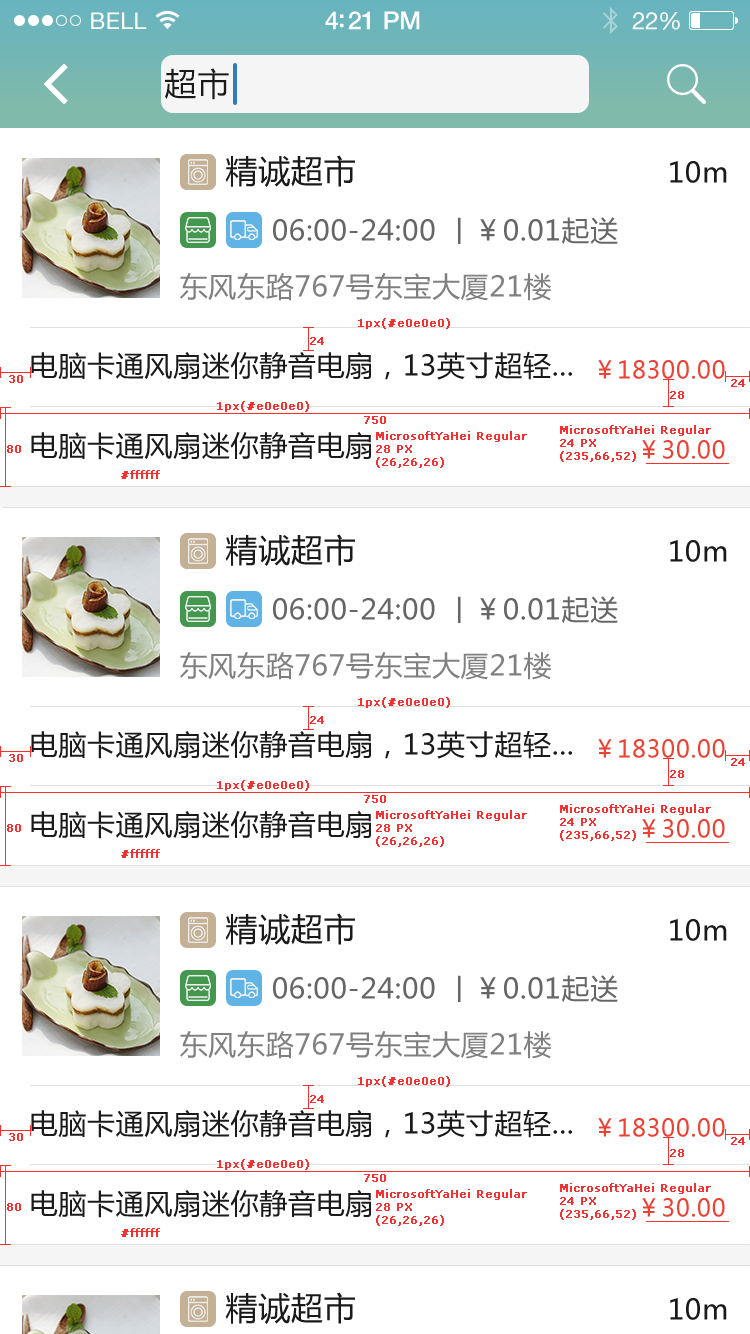 BELL 4:21 PM 22%
超市
精诚超市 10m
06:00-24:00 | ¥0.01起送
东风东路767号东宝大厦21楼
1px(#e0e0e0)
24
电脑卡通风扇迷你静音电扇，13英寸超轻... ¥18300.00
30 24
28
1px(#e0e0e0)
750
80 电脑卡通风扇迷你静音电扇 MicrosoftYaHei Regular 28 PX (26,26,26) MicrosoftYaHei Regular 24 PX (235,66,52) ¥30.00
#ffffff
精诚超市 10m
06:00-24:00 | ¥0.01起送
东风东路767号东宝大厦21楼
1px(#e0e0e0)
24
电脑卡通风扇迷你静音电扇，13英寸超轻... ¥18300.00
30 24
28
1px(#e0e0e0)
750
80 电脑卡通风扇迷你静音电扇 MicrosoftYaHei Regular 28 PX (26,26,26) MicrosoftYaHei Regular 24 PX (235,66,52) ¥30.00
#ffffff
精诚超市 10m
06:00-24:00 | ¥0.01起送
东风东路767号东宝大厦21楼
1px(#e0e0e0)
24
电脑卡通风扇迷你静音电扇，13英寸超轻... ¥18300.00
30 24
28
1px(#e0e0e0)
750
80 电脑卡通风扇迷你静音电扇 MicrosoftYaHei Regular 28 PX (26,26,26) MicrosoftYaHei Regular 24 PX (235,66,52) ¥30.00
#ffffff
精诚超市 10m